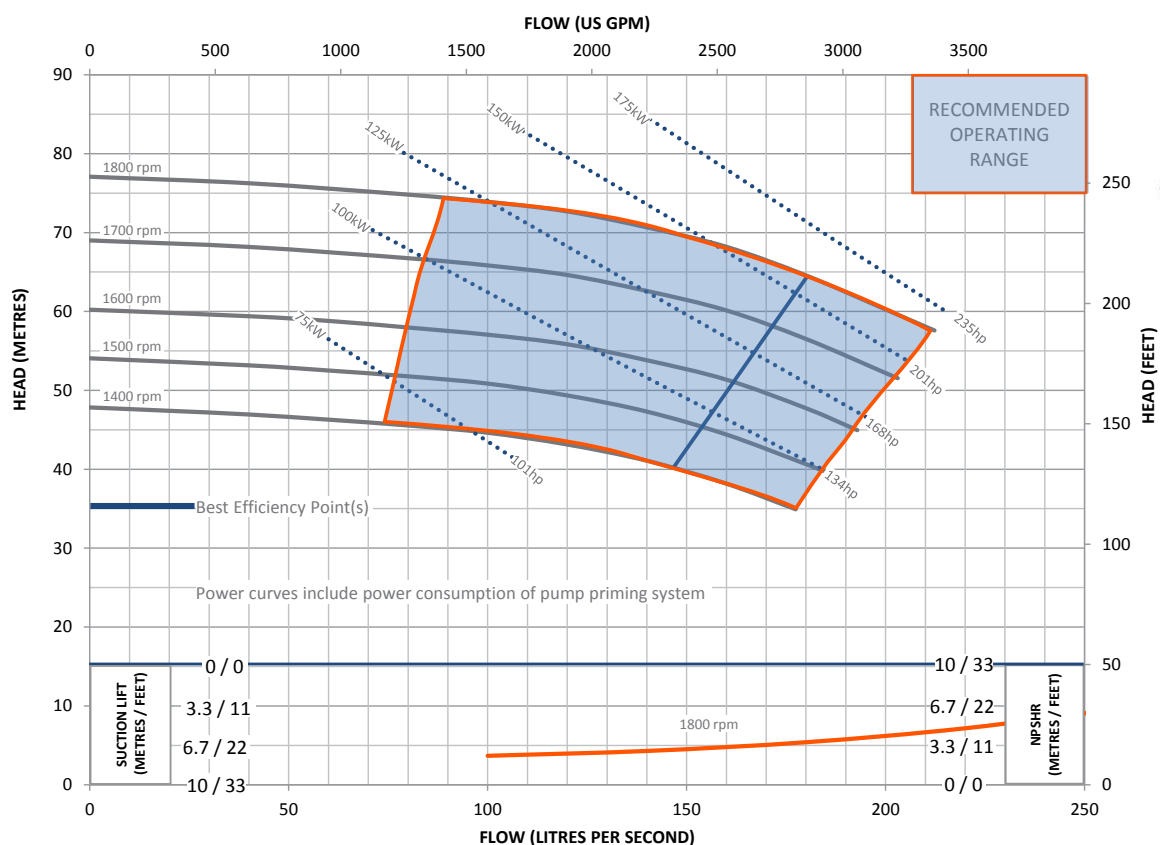 FLOW (US GPM)
0 500 1000 1500 2000 2500 3000 3500
HEAD (METRES)
90
80
70
60
50
40
30
20
10
0
HEAD (FEET)
250
200
150
100
50
0
RECOMMENDED
OPERATING
RANGE
1800 rpm
1700 rpm
1600 rpm
1500 rpm
1400 rpm
75kW
100kW
125kW
150kW
175kW
235hp
201hp
168hp
134hp
101hp
Best Efficiency Point(s)
Power curves include power consumption of pump priming system
SUCTION LIFT
(METRES / FEET)
0 / 0
3.3 / 11
6.7 / 22
10 / 33
1800 rpm
10 / 33
6.7 / 22
3.3 / 11
0 / 0
NPSHR
(METRES / FEET)
0 50 100 150 200 250
FLOW (LITRES PER SECOND)